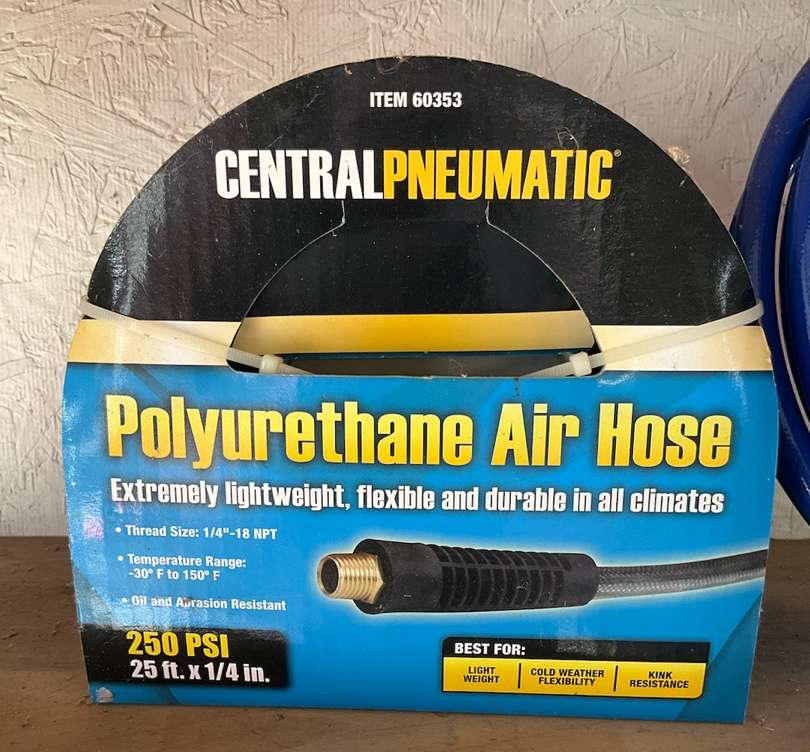 ITEM 60353
CENTRALPNEUMATIC®
Polyurethane Air Hose
Extremely lightweight, flexible and durable in all climates
• Thread Size: 1/4"-18 NPT
• Temperature Range:
-30° F to 150° F
• Oil and Abrasion Resistant
250 PSI
25 ft. x 1/4 in.
BEST FOR:
LIGHT
WEIGHT
COLD WEATHER
FLEXIBILITY
KINK
RESISTANCE